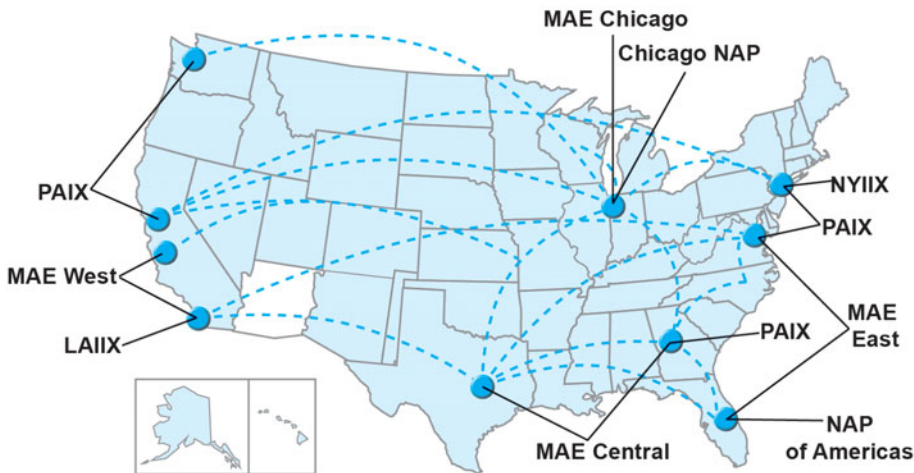 MAE Chicago
Chicago NAP
PAIX
NYIIX
PAIX
MAE West
MAE
East
LAIIX
PAIX
MAE Central
NAP
of Americas